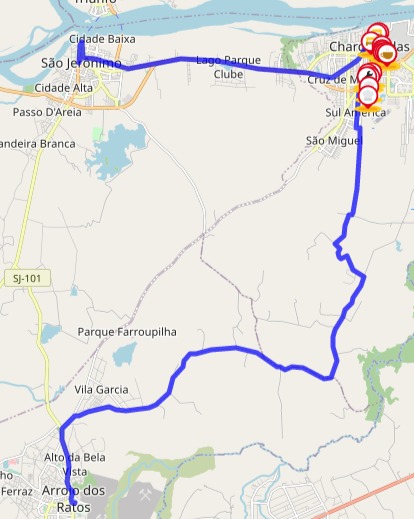 Triunfo
Cidade Baixa
São Jerônimo
Lago Parque
Clube
Cidade Alta
Cruz de M
Passo D'Areia
Sul América
andeira Branca
São Miguel
SJ-101
Parque Farroupilha
Vila Garcia
Alto da Bela
Vista
ho
Ferraz
Arroio dos
Ratos